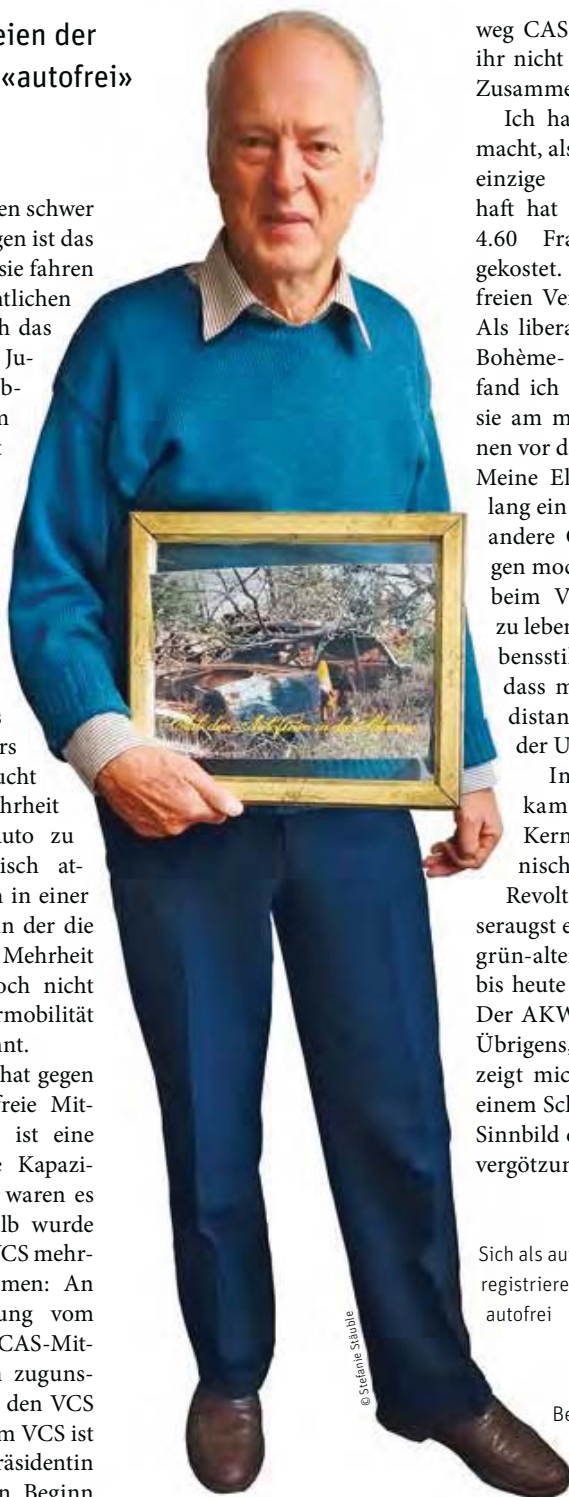 eien der
«autofrei»
en schwer
gen ist das
sie fahren
ntlichen
h das
Ju-
b-
n
t
s
rs
ucht
hrheit
uto zu
isch at-
n in einer
n der die
Mehrheit
och nicht
rmobilität
nnt.
hat gegen
freie Mit-
ist eine
e Kapazi-
waren es
alb wurde
VCS mehr-
men: An
ung vom
CAS-Mit-
n zuguns-
den VCS
m VCS ist
räsidentin
n Beginn
weg CAS
ihr nicht
Zusamme
Ich ha
macht, als
einzige
haft hat
4.60 Fra
gekostet.
freien Ver
Als libera
Bohème-
fand ich
sie am m
nen vor d
Meine El
lang ein
andere G
gen mod
beim V
zu leben
bensstil
dass m
distan
der U
In
kam
Kern
nisch
Revolt
seraugst e
grün-alter
bis heute
Der AKW
Übrigens,
zeigt mic
einem Sch
Sinnbild d
vergötzun
Sich als au
registriere
autofrei
Be
© Stefanie Stäuble